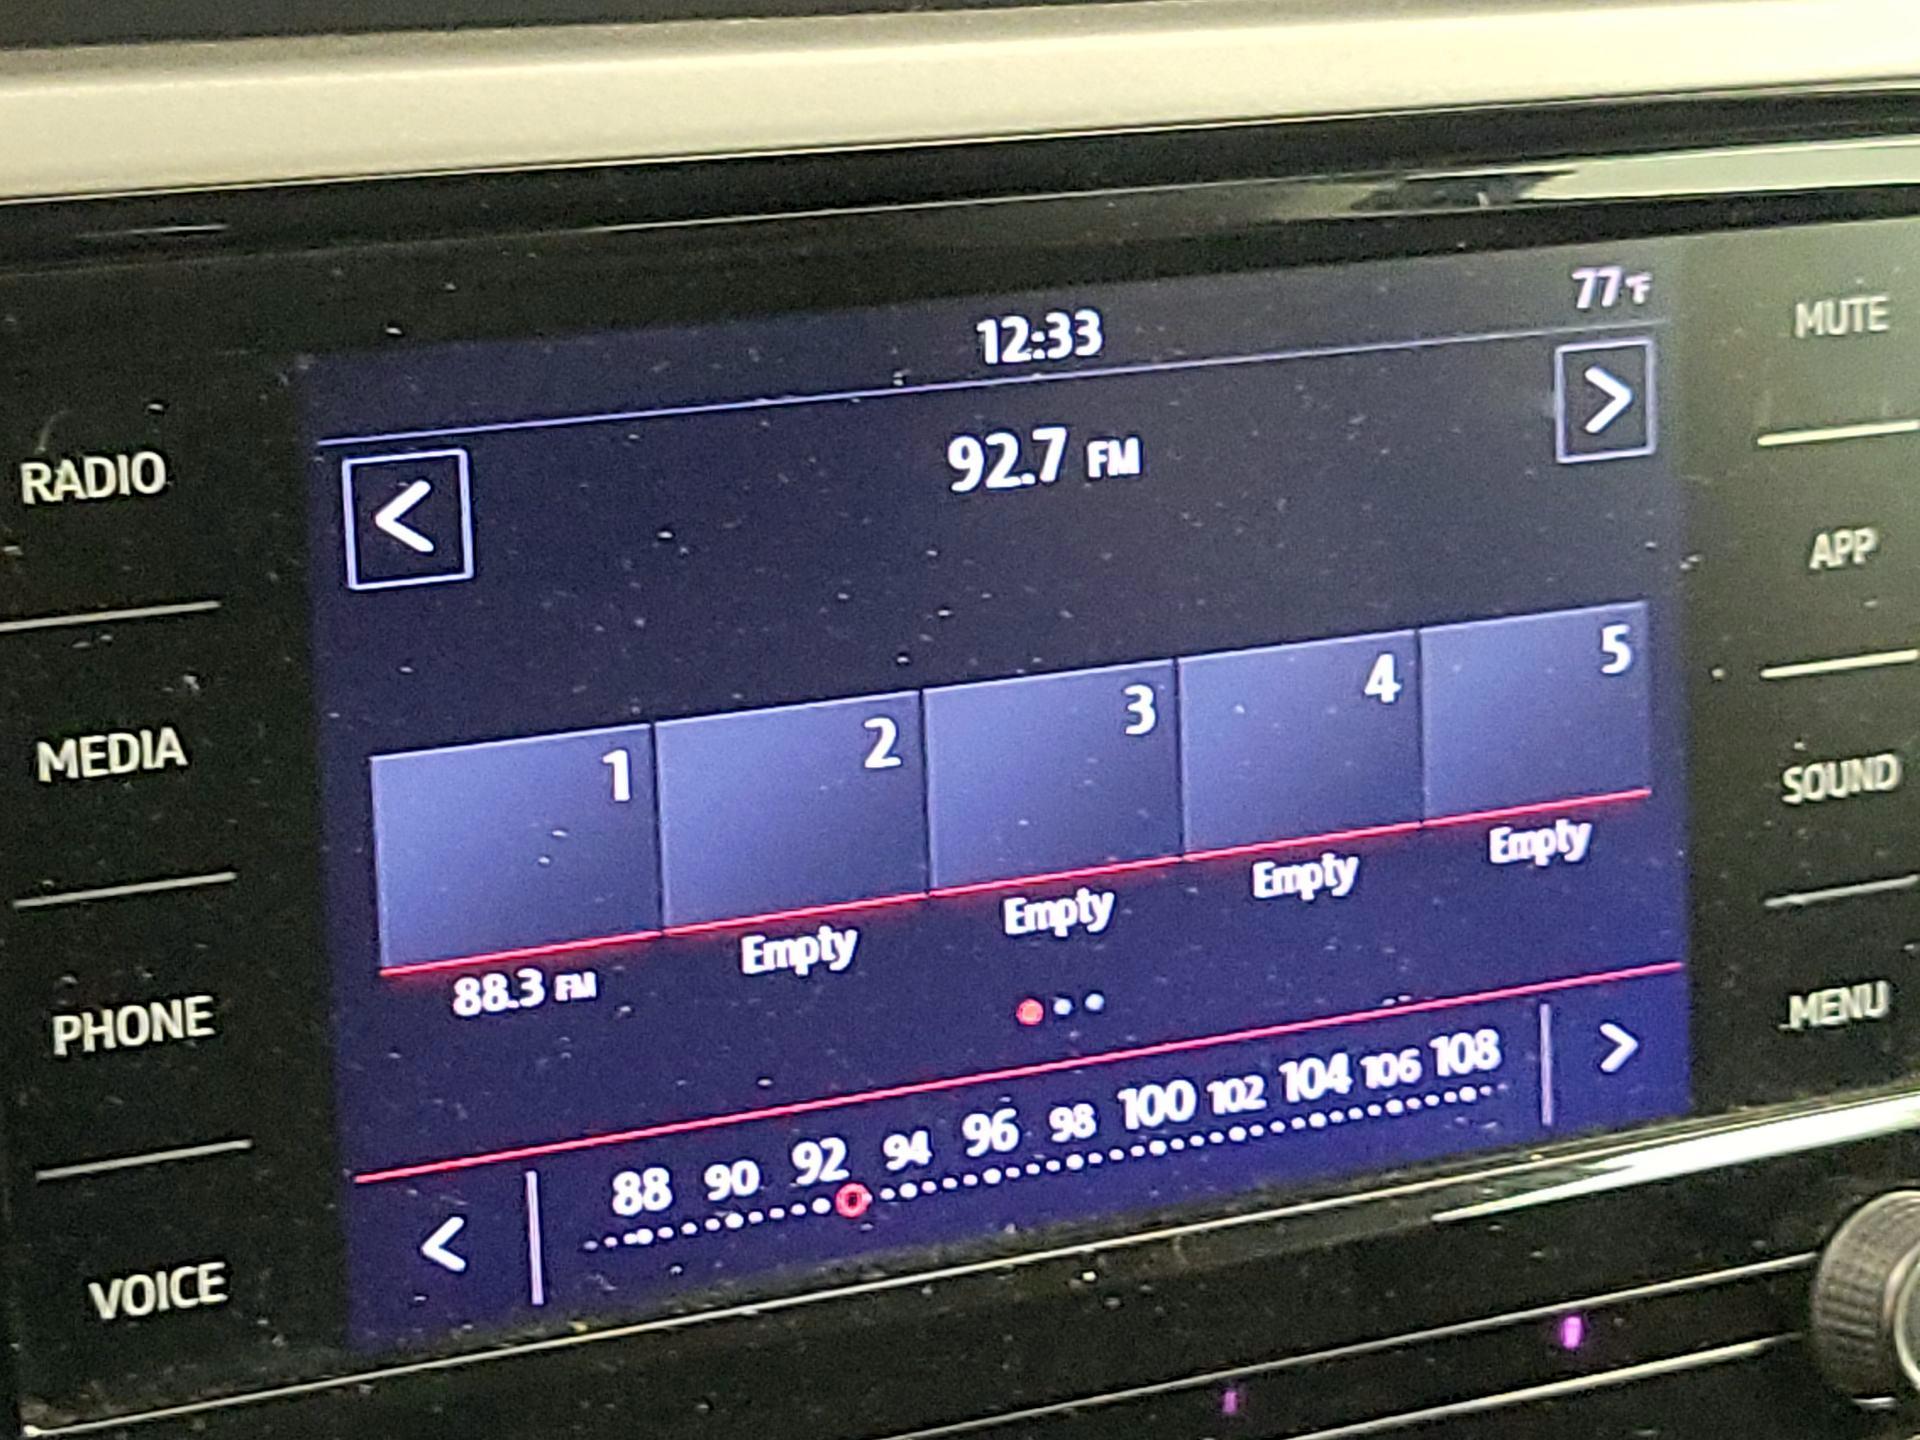 12:33
77°F
MUTE
RADIO
<
92.7 FM
>
APP
MEDIA
1 2 3 4 5
88.3 FM Empty Empty Empty Empty
SOUND
PHONE
MENU
< 88 90 92 94 96 98 100 102 104 106 108 >
VOICE